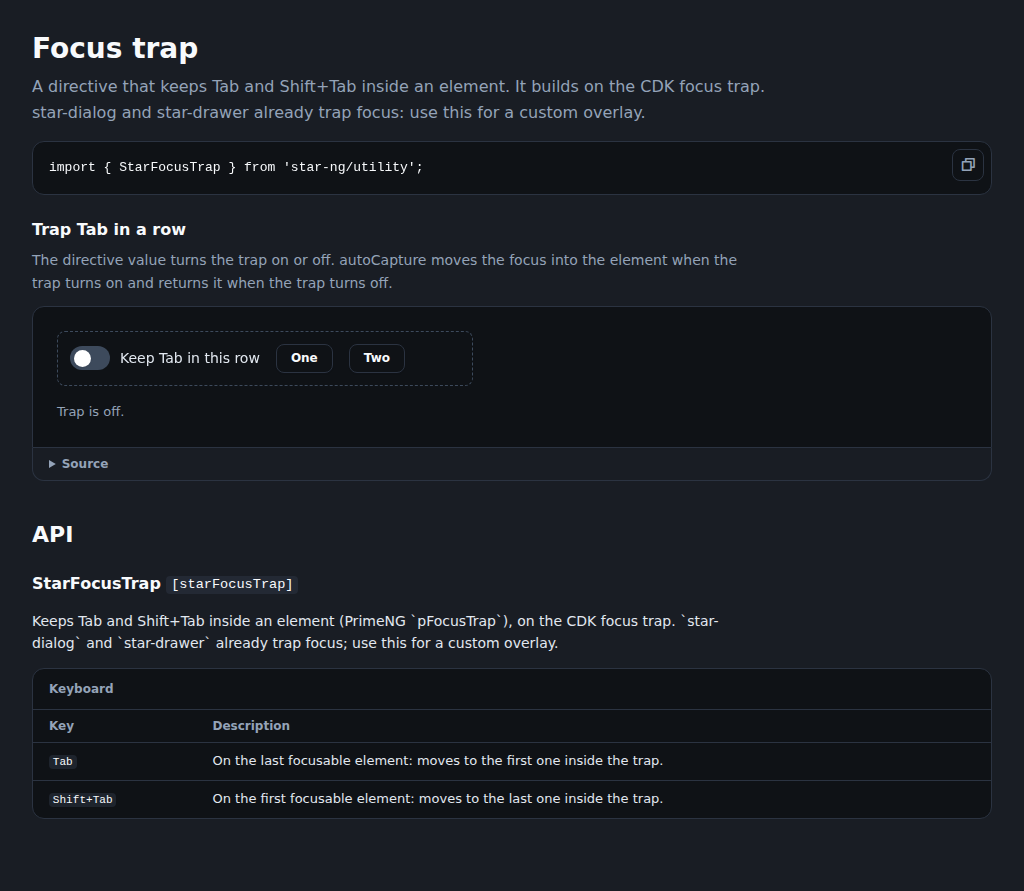 Focus trap
A directive that keeps Tab and Shift+Tab inside an element. It builds on the CDK focus trap.
star-dialog and star-drawer already trap focus: use this for a custom overlay.
import { StarFocusTrap } from 'star-ng/utility';
Trap Tab in a row
The directive value turns the trap on or off. autoCapture moves the focus into the element when the
trap turns on and returns it when the trap turns off.
Keep Tab in this row One Two
Trap is off.
Source
API
StarFocusTrap [starFocusTrap]
Keeps Tab and Shift+Tab inside an element (PrimeNG `pFocusTrap`), on the CDK focus trap. `star-
dialog` and `star-drawer` already trap focus; use this for a custom overlay.
Keyboard
Key Description
Tab On the last focusable element: moves to the first one inside the trap.
Shift+Tab On the first focusable element: moves to the last one inside the trap.